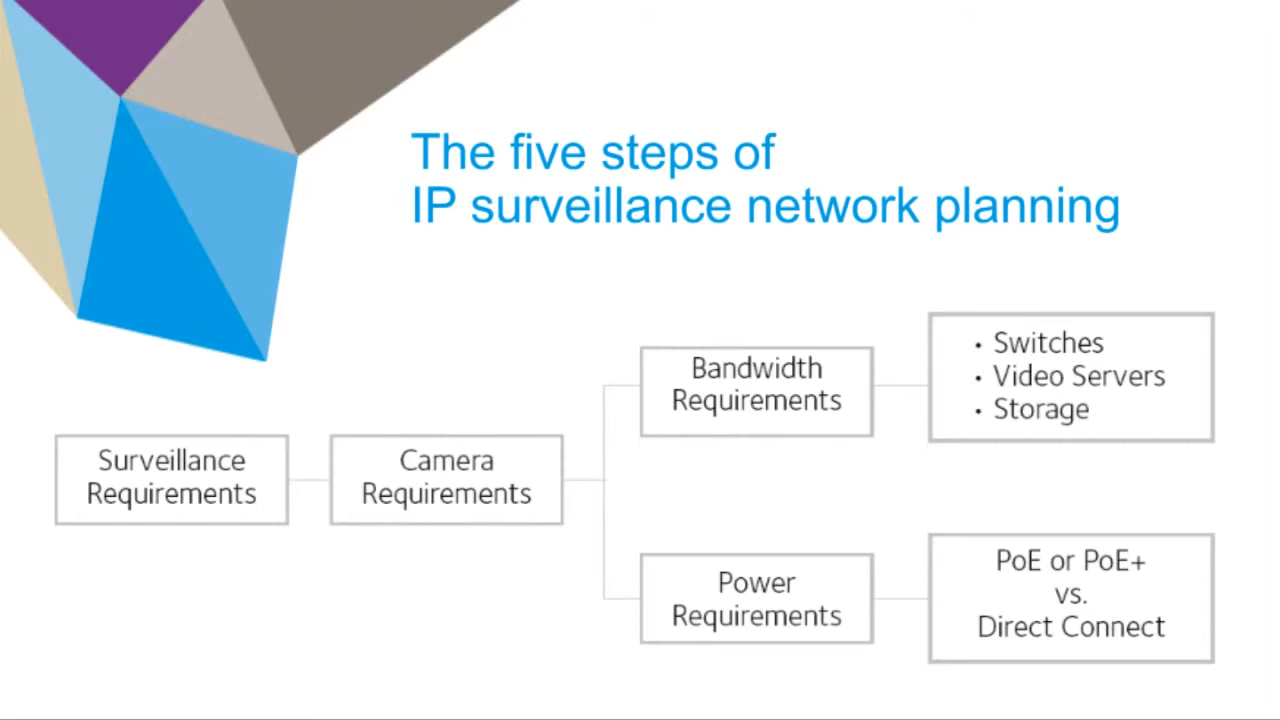 The five steps of
IP surveillance network planning
Surveillance
Requirements
Camera
Requirements
Bandwidth
Requirements
• Switches
• Video Servers
• Storage
Power
Requirements
PoE or PoE+
vs.
Direct Connect